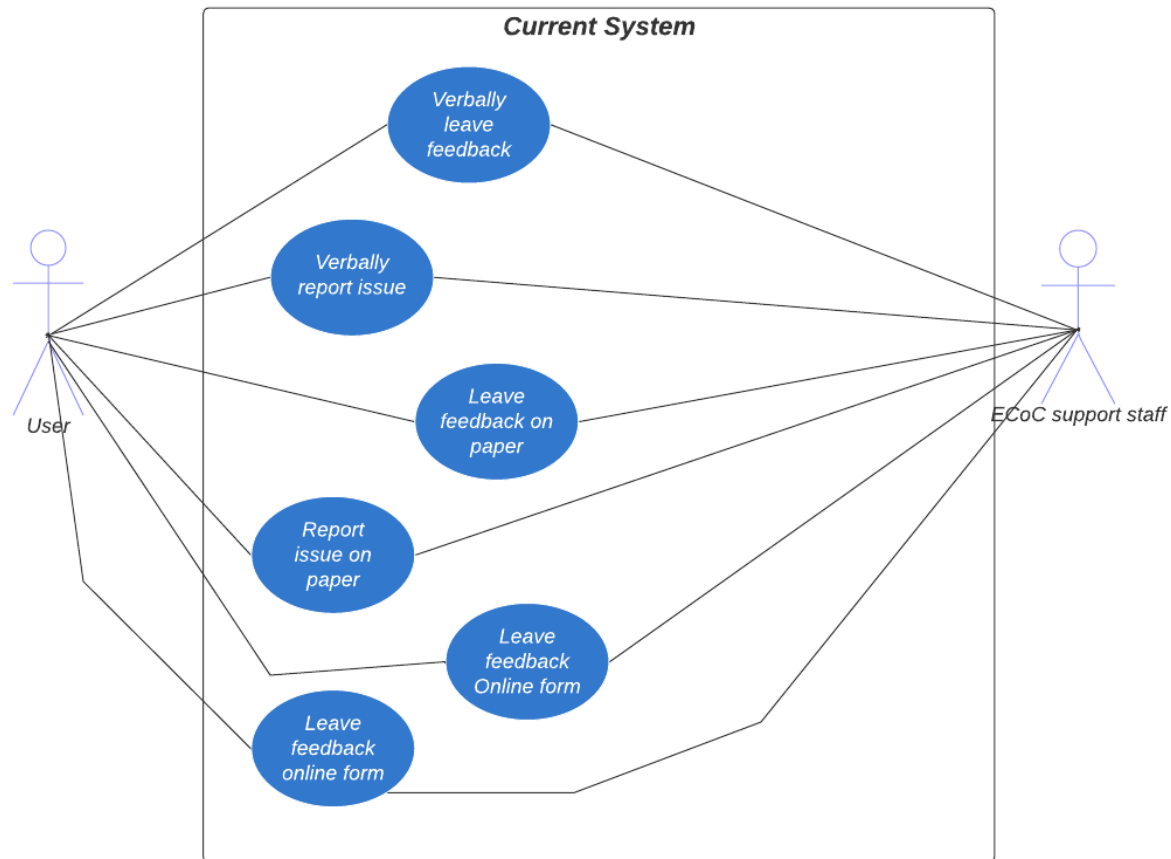 Current System
Verbally
leave
feedback
Verbally
report issue
User
Leave
feedback on
paper
ECoC support staff
Report
issue on
paper
Leave
feedback
Online form
Leave
feedback
online form